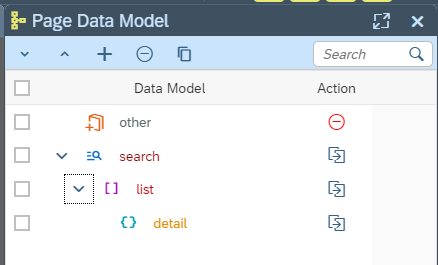 Page Data Model
Search
Data Model Action
other
search
list
detail